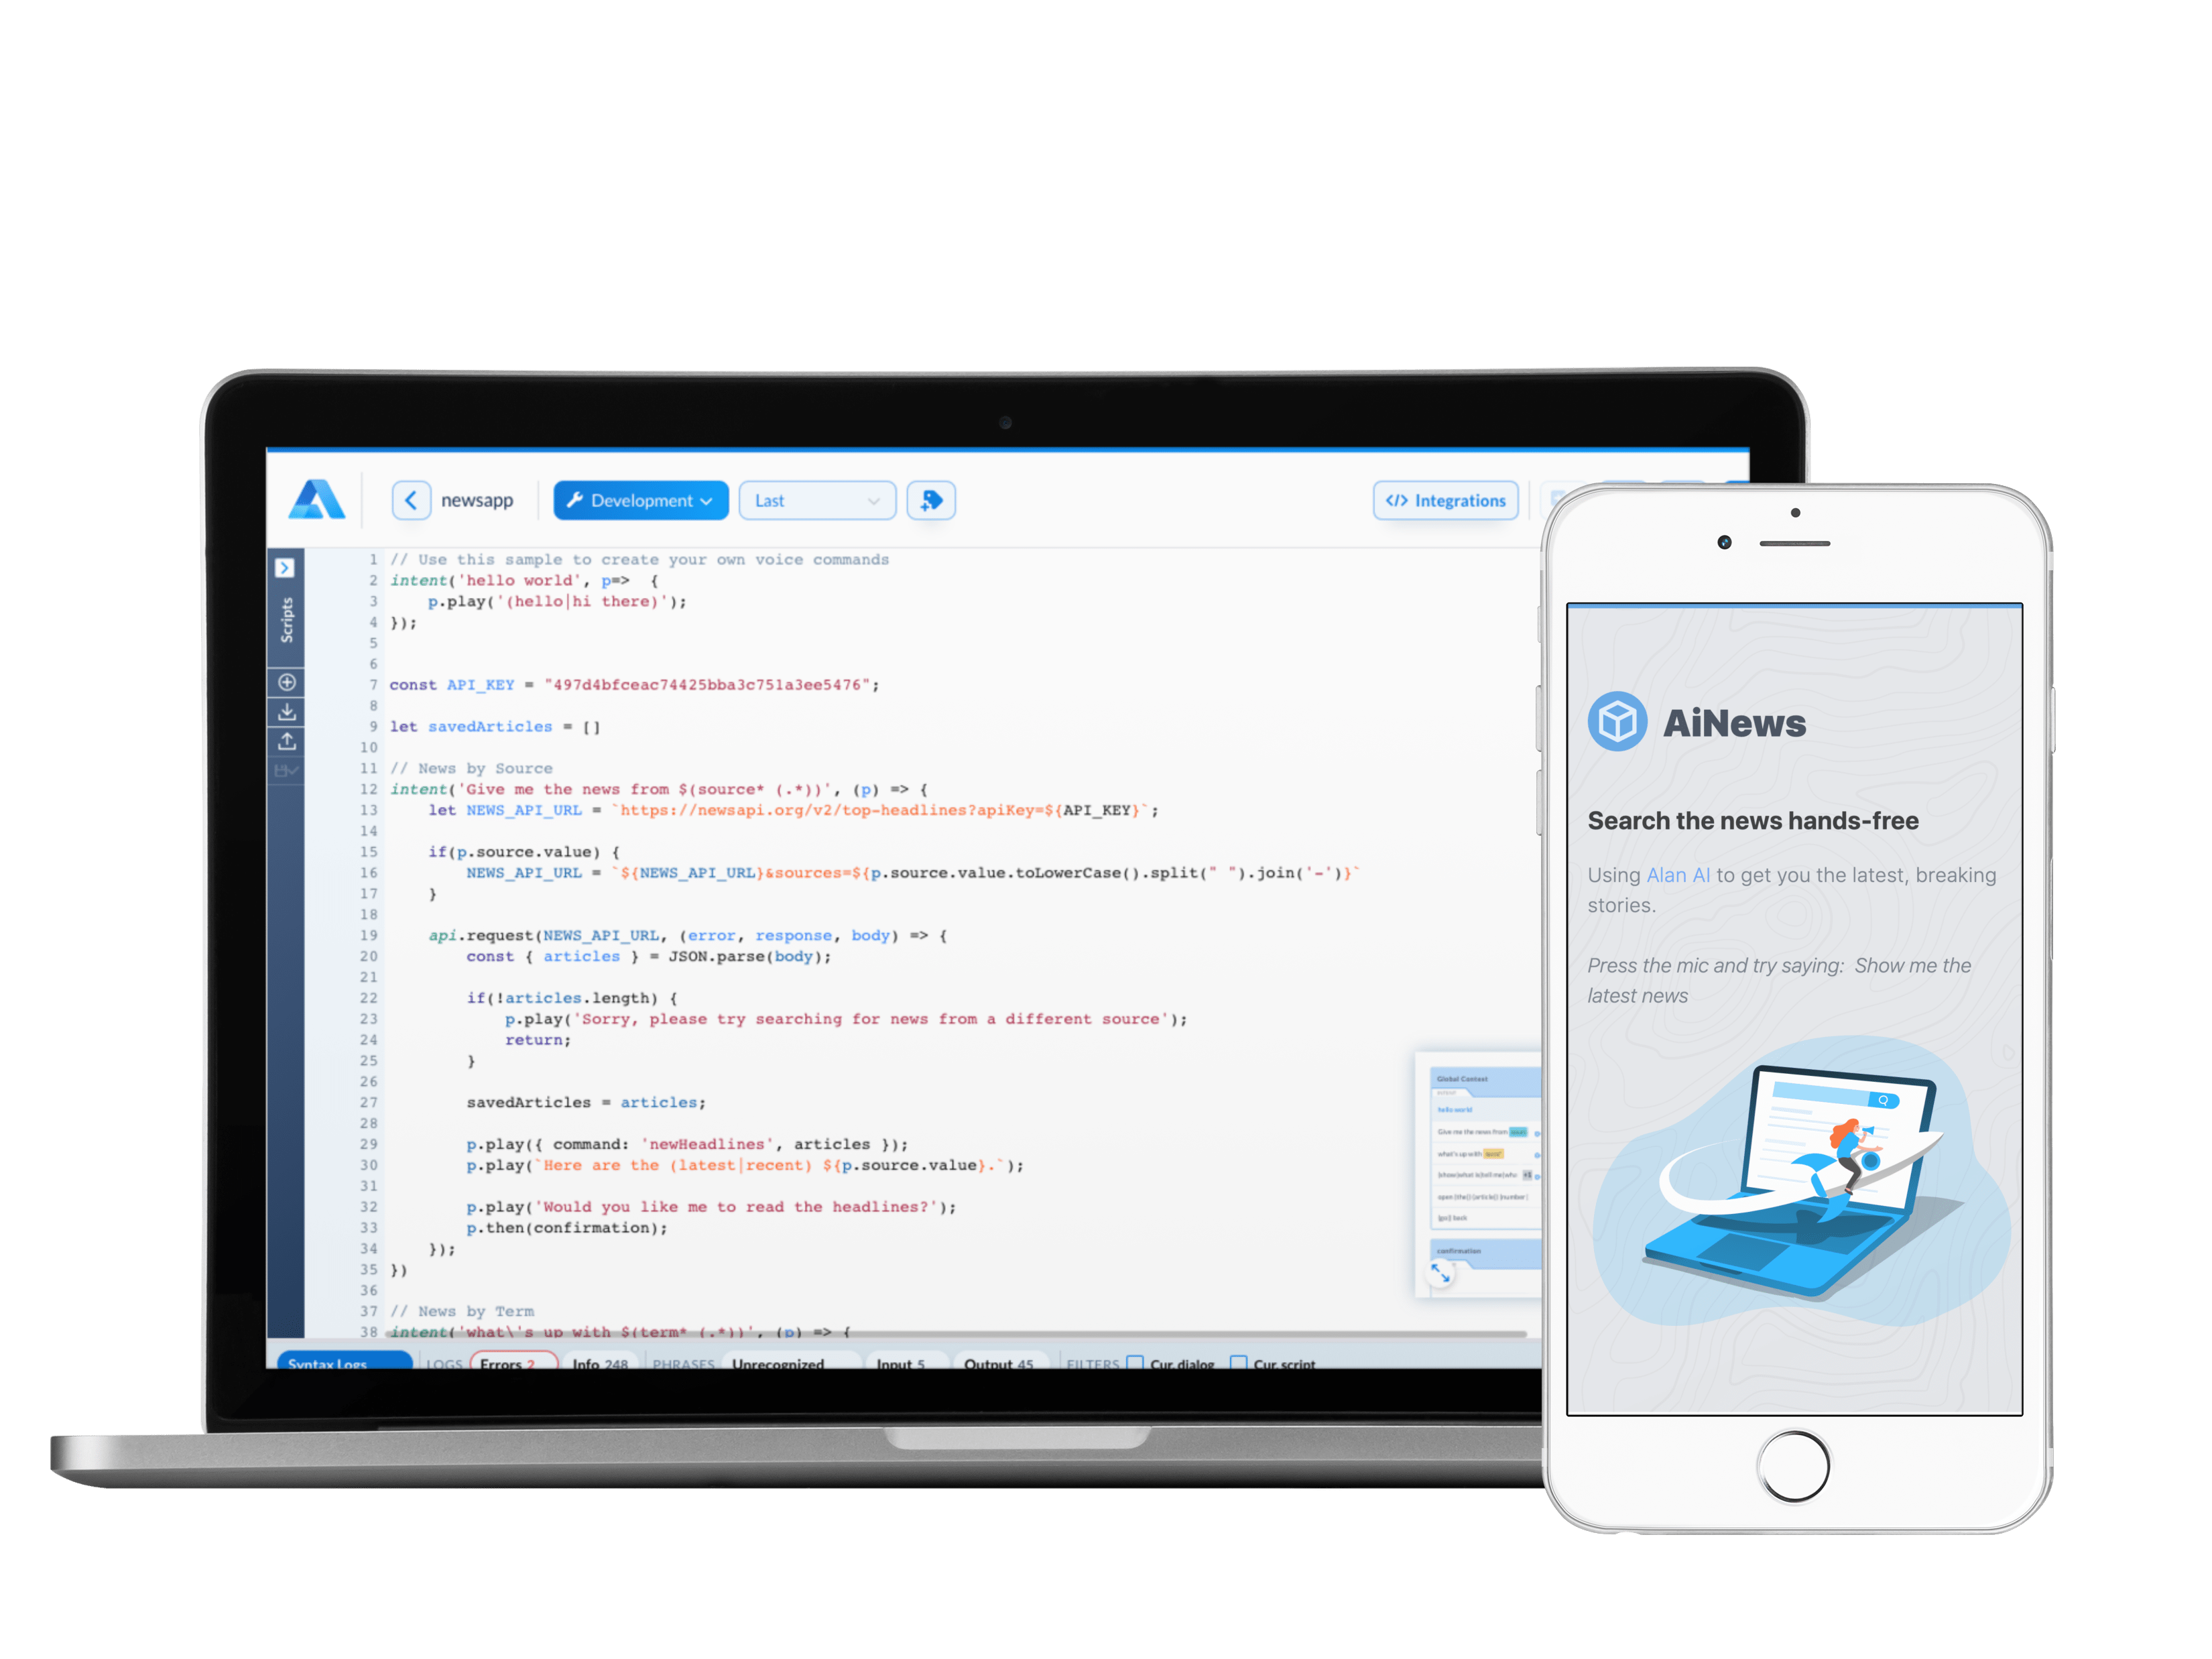 newsapp
Development
Last
</> Integrations
Scripts
1 // Use this sample to create your own voice commands
2 intent('hello world', p=>  {
3     p.play('(hello|hi there)');
4 });
5
6
7 const API_KEY = "497d4bfceac74425bba3c751a3ee5476";
8
9 let savedArticles = []
10
11 // News by Source
12 intent('Give me the news from $(source* (.*))', (p) => {
13     let NEWS_API_URL = `https://newsapi.org/v2/top-headlines?apiKey=${API_KEY}`;
14
15     if(p.source.value) {
16         NEWS_API_URL = `${NEWS_API_URL}&sources=${p.source.value.toLowerCase().split(" ").join('-')}`
17     }
18
19     api.request(NEWS_API_URL, (error, response, body) => {
20         const { articles } = JSON.parse(body);
21
22         if(!articles.length) {
23             p.play('Sorry, please try searching for news from a different source');
24             return;
25         }
26
27         savedArticles = articles;
28
29         p.play({ command: 'newHeadlines', articles });
30         p.play(`Here are the (latest|recent) ${p.source.value}.`);
31
32         p.play('Would you like me to read the headlines?');
33         p.then(confirmation);
34     });
35 })
36
37 // News by Term
38 intent('what\'s up with $(term* (.*))', (p) => {
Global Context
hello world
Give me the news from
what's up with
open (the|) (article|) (number|
(go|) back
confirmation
Syntax Logs LOGS Errors 2 Info 248 PHRASES Unrecognized Input 5 Output 45 FILTERS Cur. dialog Cur. script
AiNews
Search the news hands-free
Using Alan AI to get you the latest, breaking
stories.
Press the mic and try saying:  Show me the
latest news